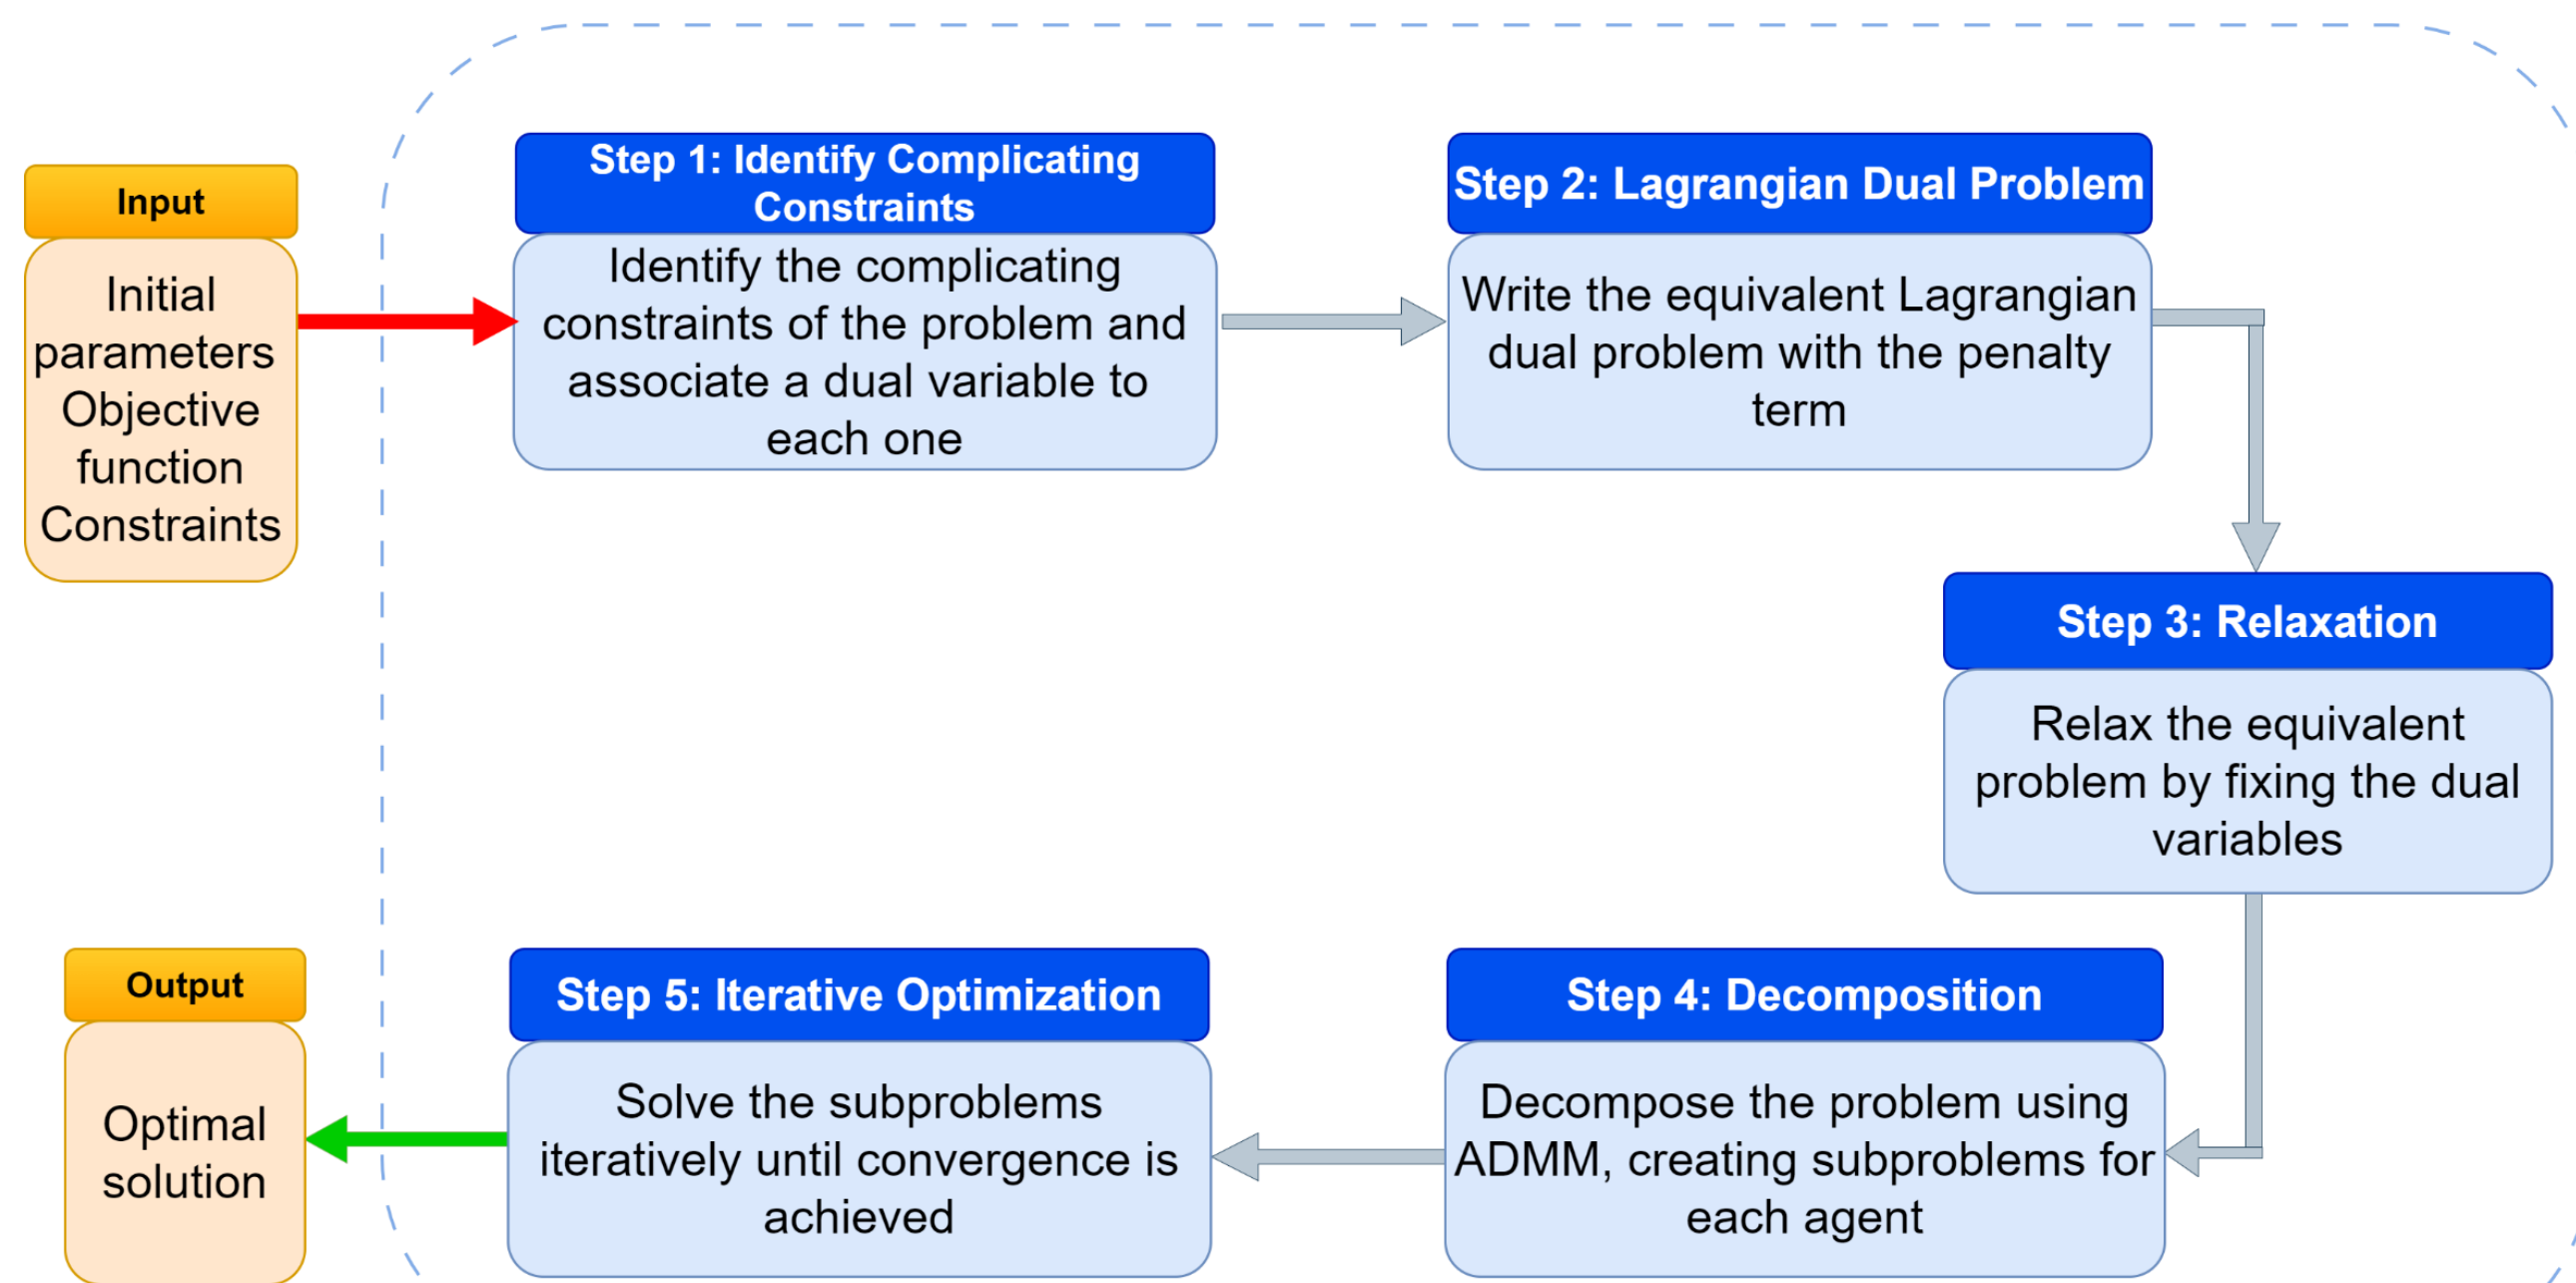 Input
Initial
parameters
Objective
function
Constraints
Step 1: Identify Complicating
Constraints
Identify the complicating
constraints of the problem and
associate a dual variable to
each one
Step 2: Lagrangian Dual Problem
Write the equivalent Lagrangian
dual problem with the penalty
term
Step 3: Relaxation
Relax the equivalent
problem by fixing the dual
variables
Step 4: Decomposition
Decompose the problem using
ADMM, creating subproblems for
each agent
Step 5: Iterative Optimization
Solve the subproblems
iteratively until convergence is
achieved
Output
Optimal
solution